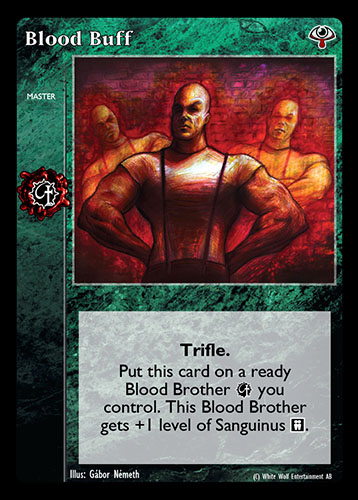 Blood Buff
MASTER
Trifle.
Put this card on a ready
Blood Brother you
control. This Blood Brother
gets +1 level of Sanguinus .
Illus: Gábor Németh
(C) White Wolf Entertainment AB